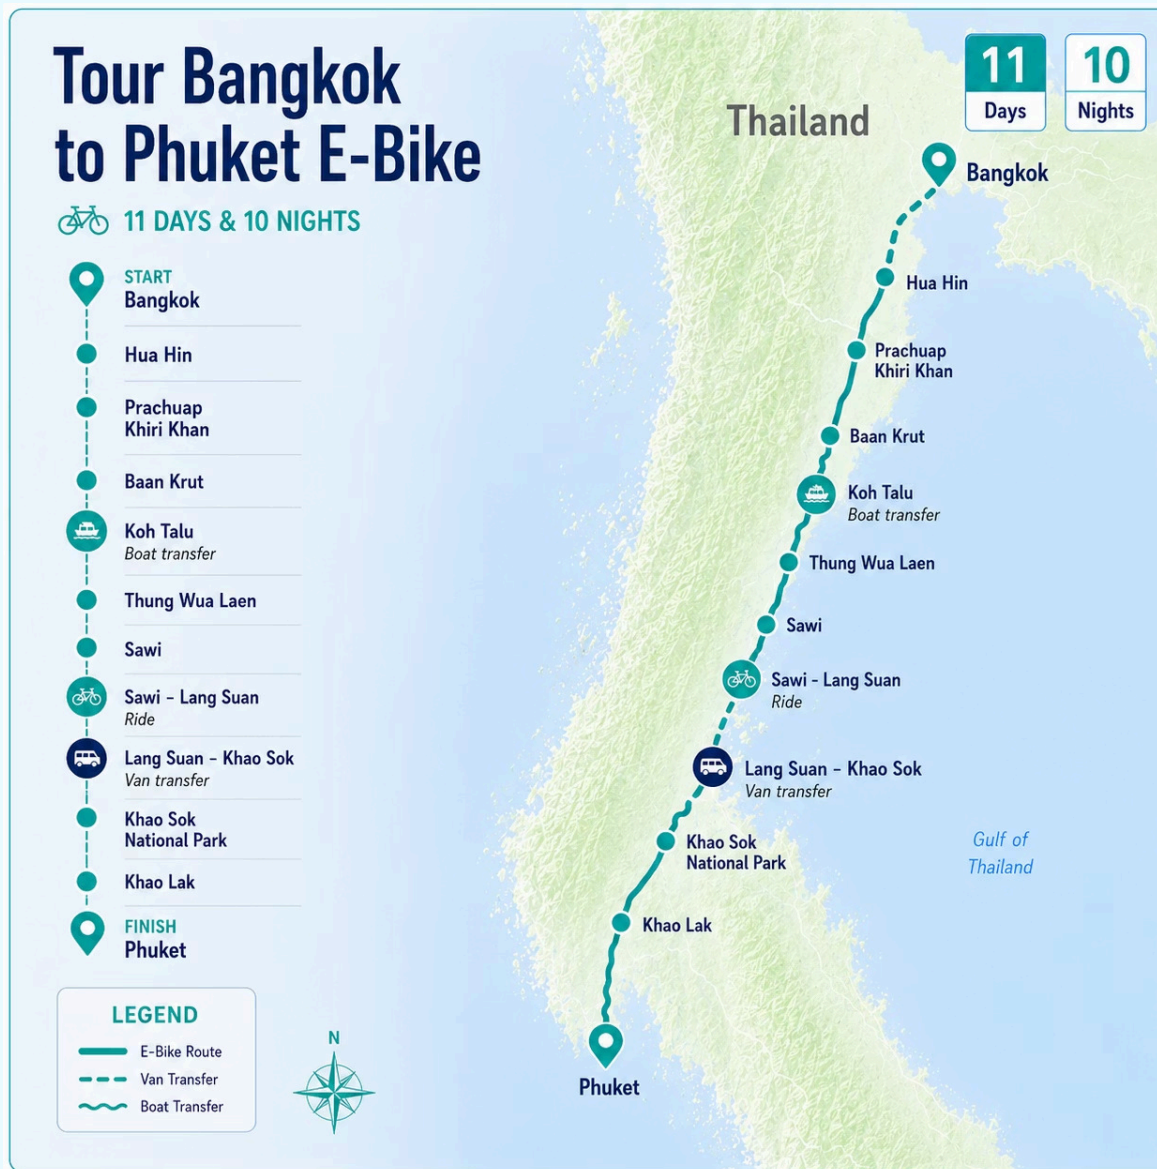 Tour Bangkok
to Phuket E-Bike
11 DAYS & 10 NIGHTS
START
Bangkok
Hua Hin
Prachuap
Khiri Khan
Baan Krut
Koh Talu
Boat transfer
Thung Wua Laen
Sawi
Sawi – Lang Suan
Ride
Lang Suan – Khao Sok
Van transfer
Khao Sok
National Park
Khao Lak
FINISH
Phuket
LEGEND
E-Bike Route
Van Transfer
Boat Transfer
N
11
Days
10
Nights
Thailand
Bangkok
Hua Hin
Prachuap
Khiri Khan
Baan Krut
Koh Talu
Boat transfer
Thung Wua Laen
Sawi
Sawi - Lang Suan
Ride
Lang Suan – Khao Sok
Van transfer
Khao Sok
National Park
Khao Lak
Phuket
Gulf of
Thailand